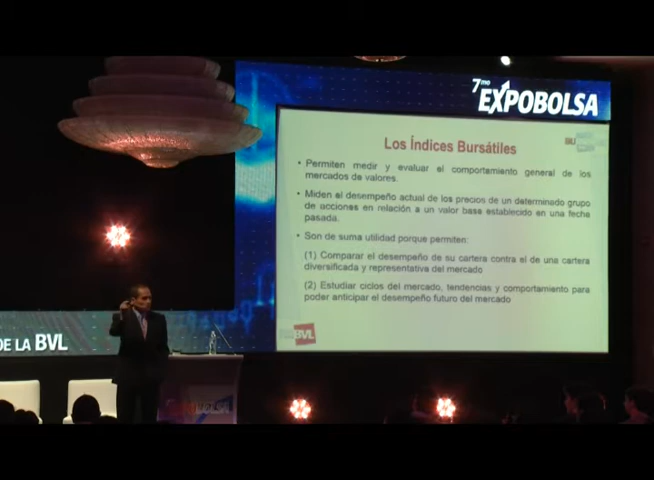 7mo
EXPOBOLSA
Los Índices Bursátiles
• Permiten medir y evaluar el comportamiento general de los
mercados de valores.
• Miden el desempeño actual de los precios de un determinado grupo
de acciones en relación a un valor base establecido en una fecha
pasada.
• Son de suma utilidad porque permiten:
(1) Comparar el desempeño de su cartera contra el de una cartera
diversificada y representativa del mercado
(2) Estudiar ciclos del mercado, tendencias y comportamiento para
poder anticipar el desempeño futuro del mercado
BVL
DE LA BVL